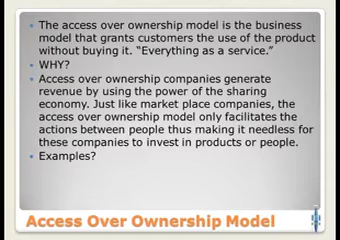 The access over ownership model is the business
model that grants customers the use of the product
without buying it. “Everything as a service.”
WHY?
Access over ownership companies generate
revenue by using the power of the sharing
economy. Just like market place companies, the
access over ownership model only facilitates the
actions between people thus making it needless for
these companies to invest in products or people.
Examples?
Access Over Ownership Model